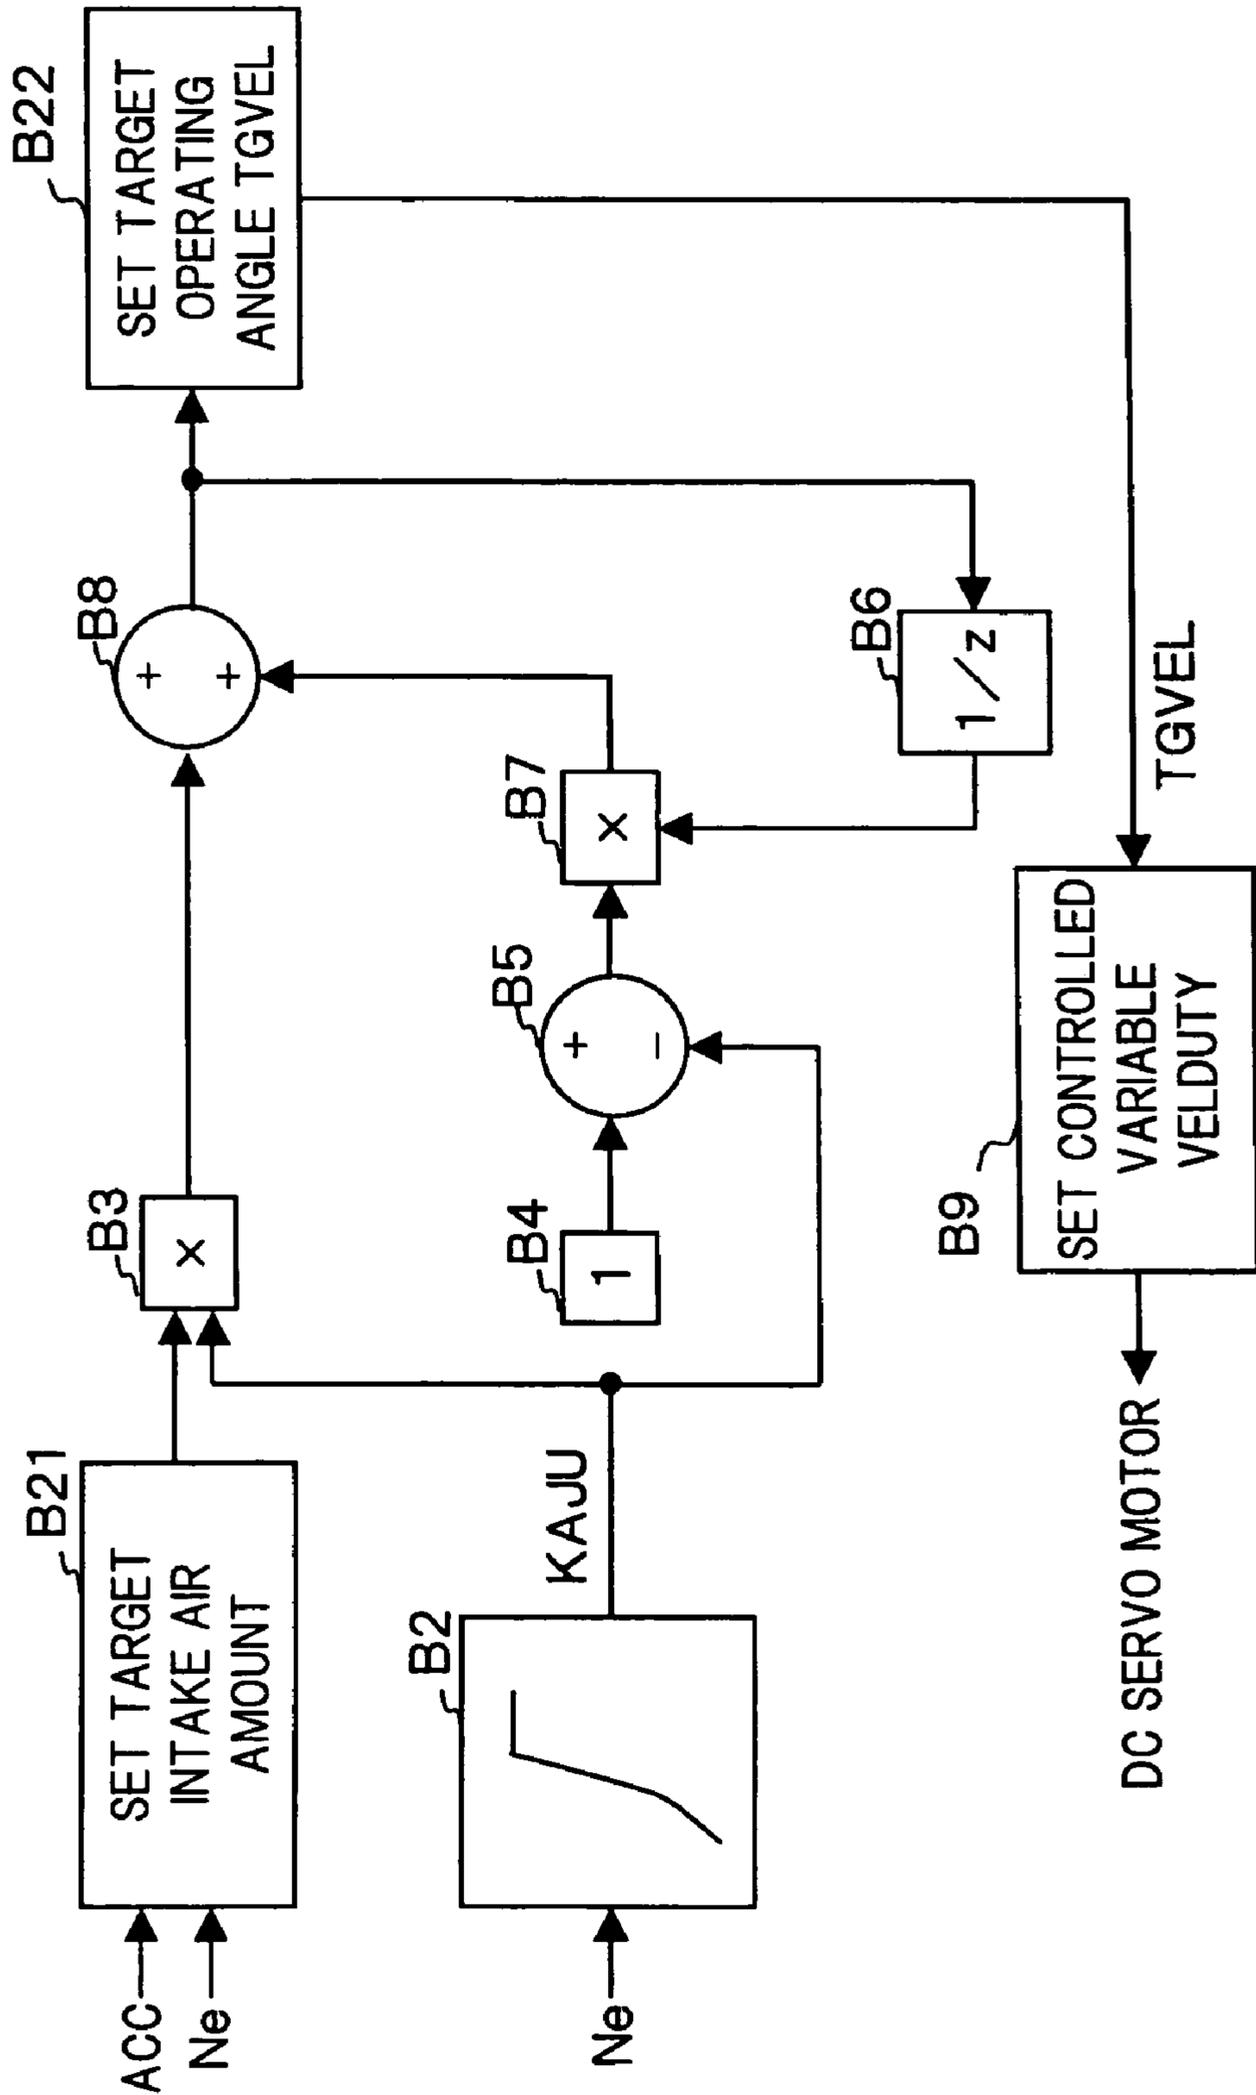 ACC
Ne
SET TARGET
INTAKE AIR
AMOUNT
B21
B3
×
B8
+
+
SET TARGET
OPERATING
ANGLE TGVEL
B22
Ne
B2
KAJU
B4
1
B5
+
−
B7
×
B6
1/z
DC SERVO MOTOR
B9
SET CONTROLLED
VARIABLE
VELDUTY
TGVEL